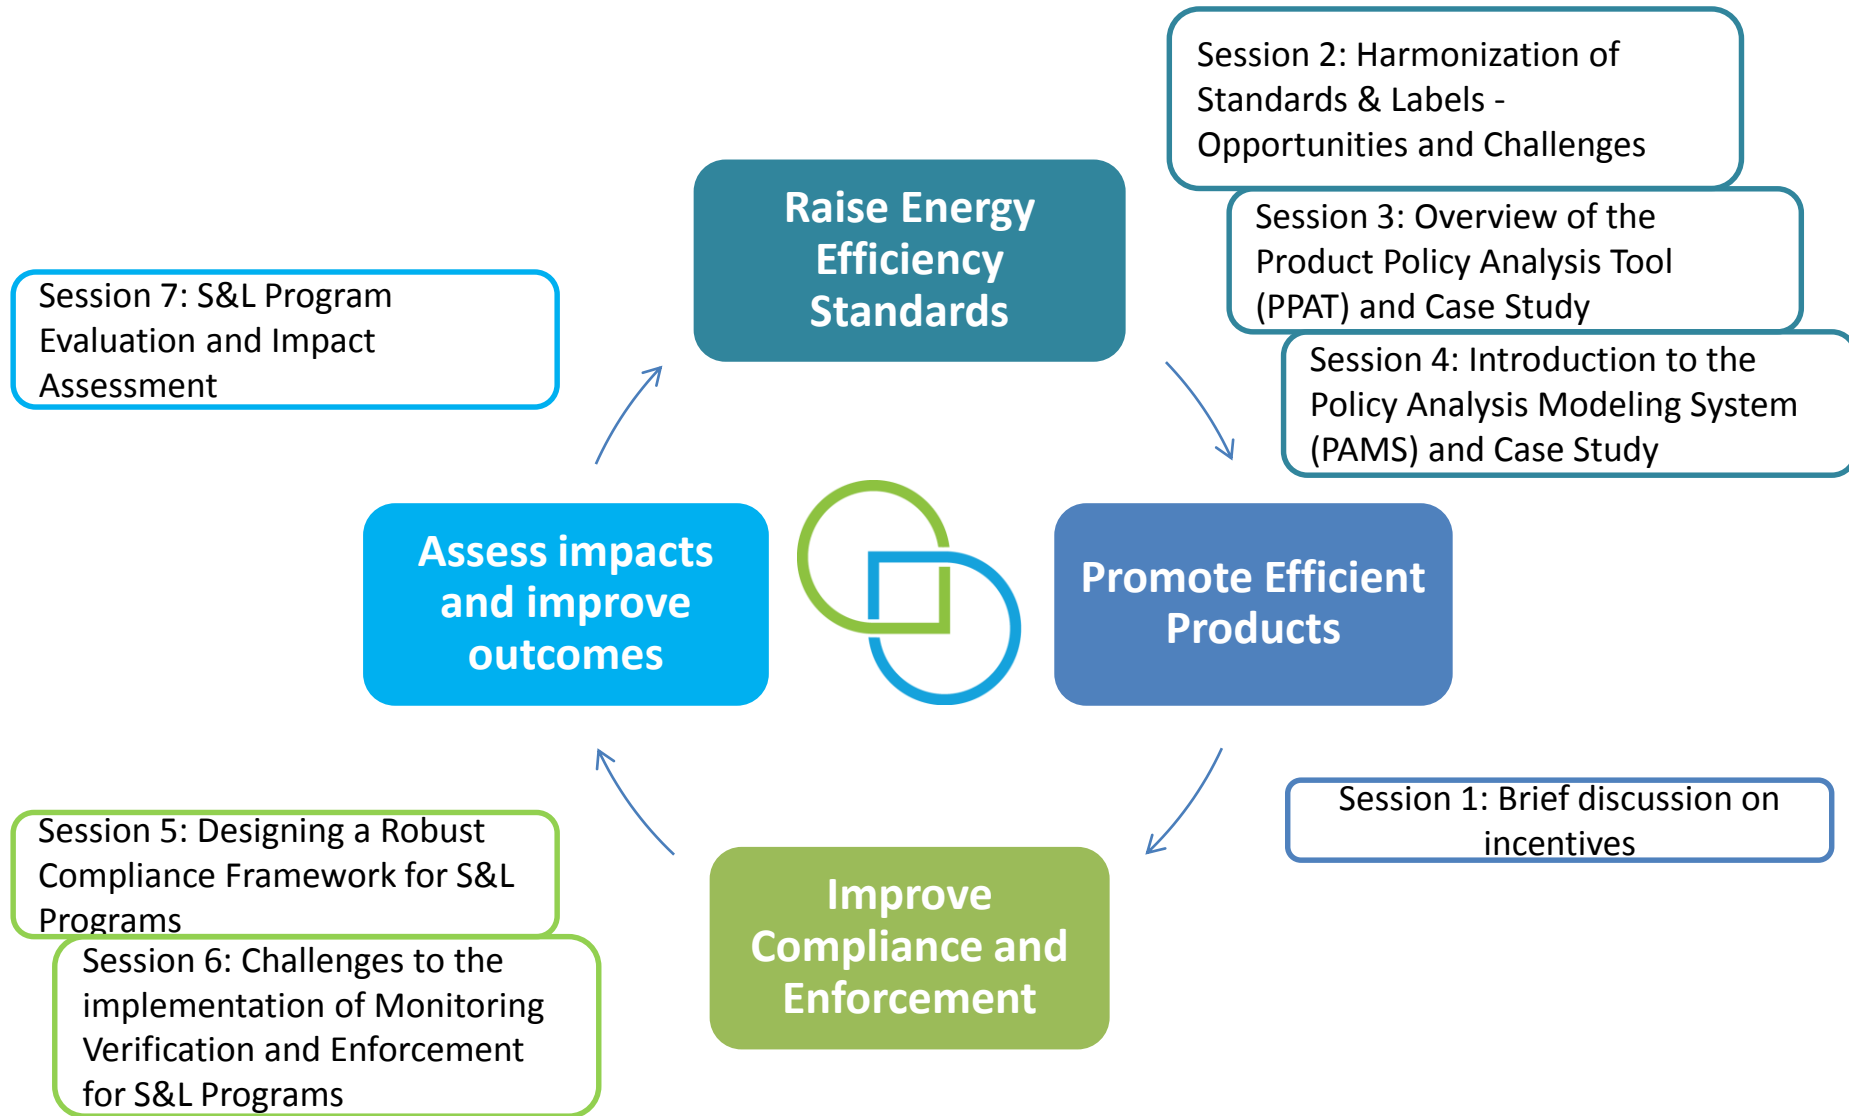 Session 2: Harmonization of
Standards & Labels -
Opportunities and Challenges
Raise Energy
Efficiency
Standards
Session 3: Overview of the
Product Policy Analysis Tool
(PPAT) and Case Study
Session 7: S&L Program
Evaluation and Impact
Assessment
Session 4: Introduction to the
Policy Analysis Modeling System
(PAMS) and Case Study
Assess impacts
and improve
outcomes
Promote Efficient
Products
Session 1: Brief discussion on
incentives
Session 5: Designing a Robust
Compliance Framework for S&L
Programs
Improve
Compliance and
Enforcement
Session 6: Challenges to the
implementation of Monitoring
Verification and Enforcement
for S&L Programs